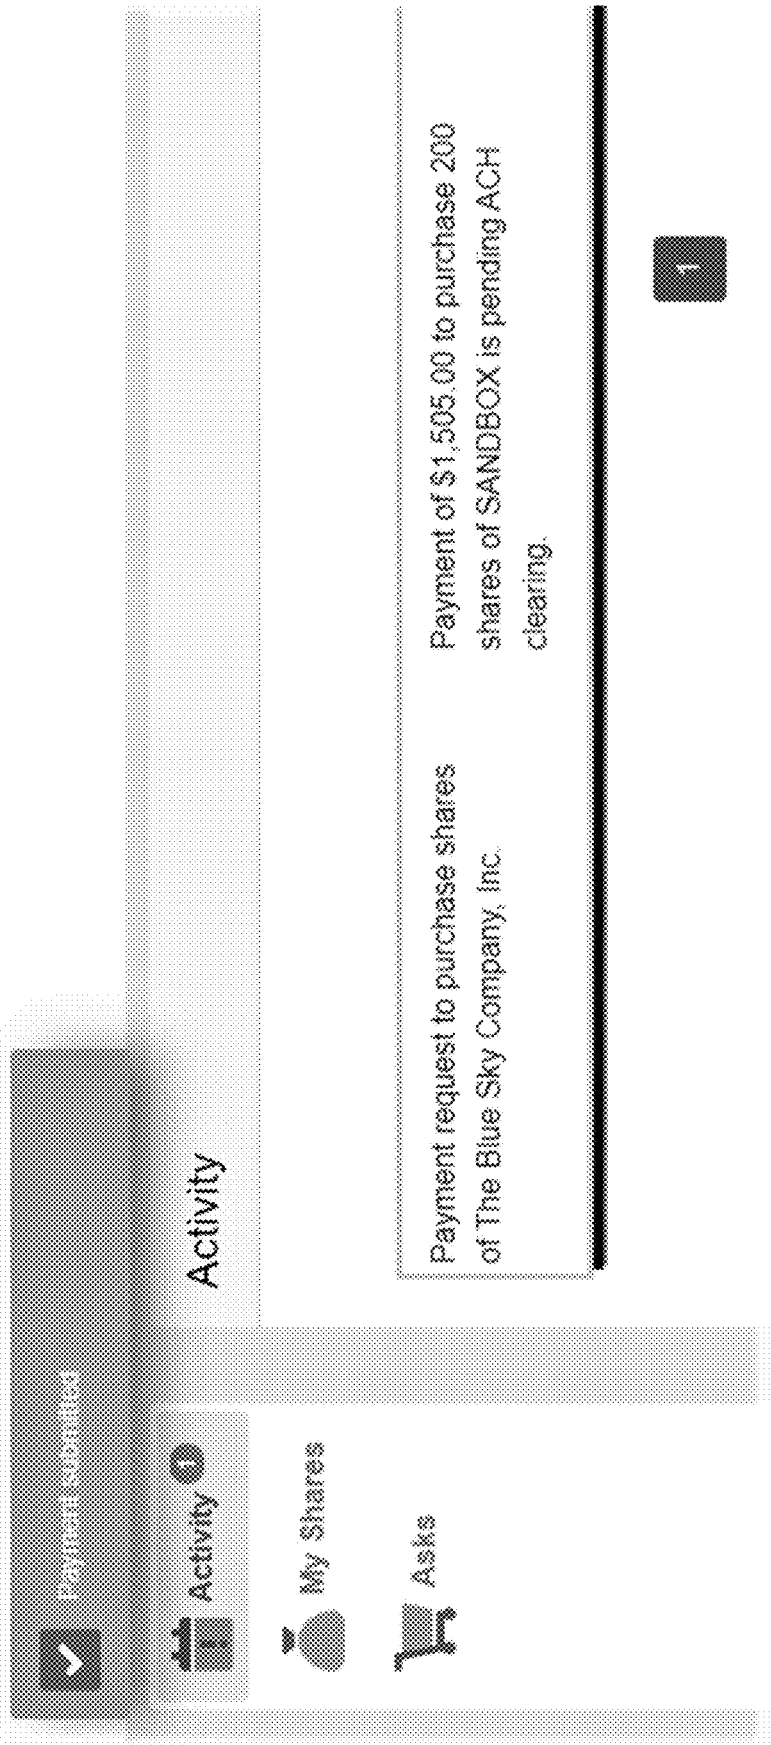 Payment submitted
Activity 1
My Shares
Asks
Activity
Payment request to purchase shares
of The Blue Sky Company, Inc.
Payment of $1,505.00 to purchase 200
shares of SANDBOX is pending ACH
clearing.
1